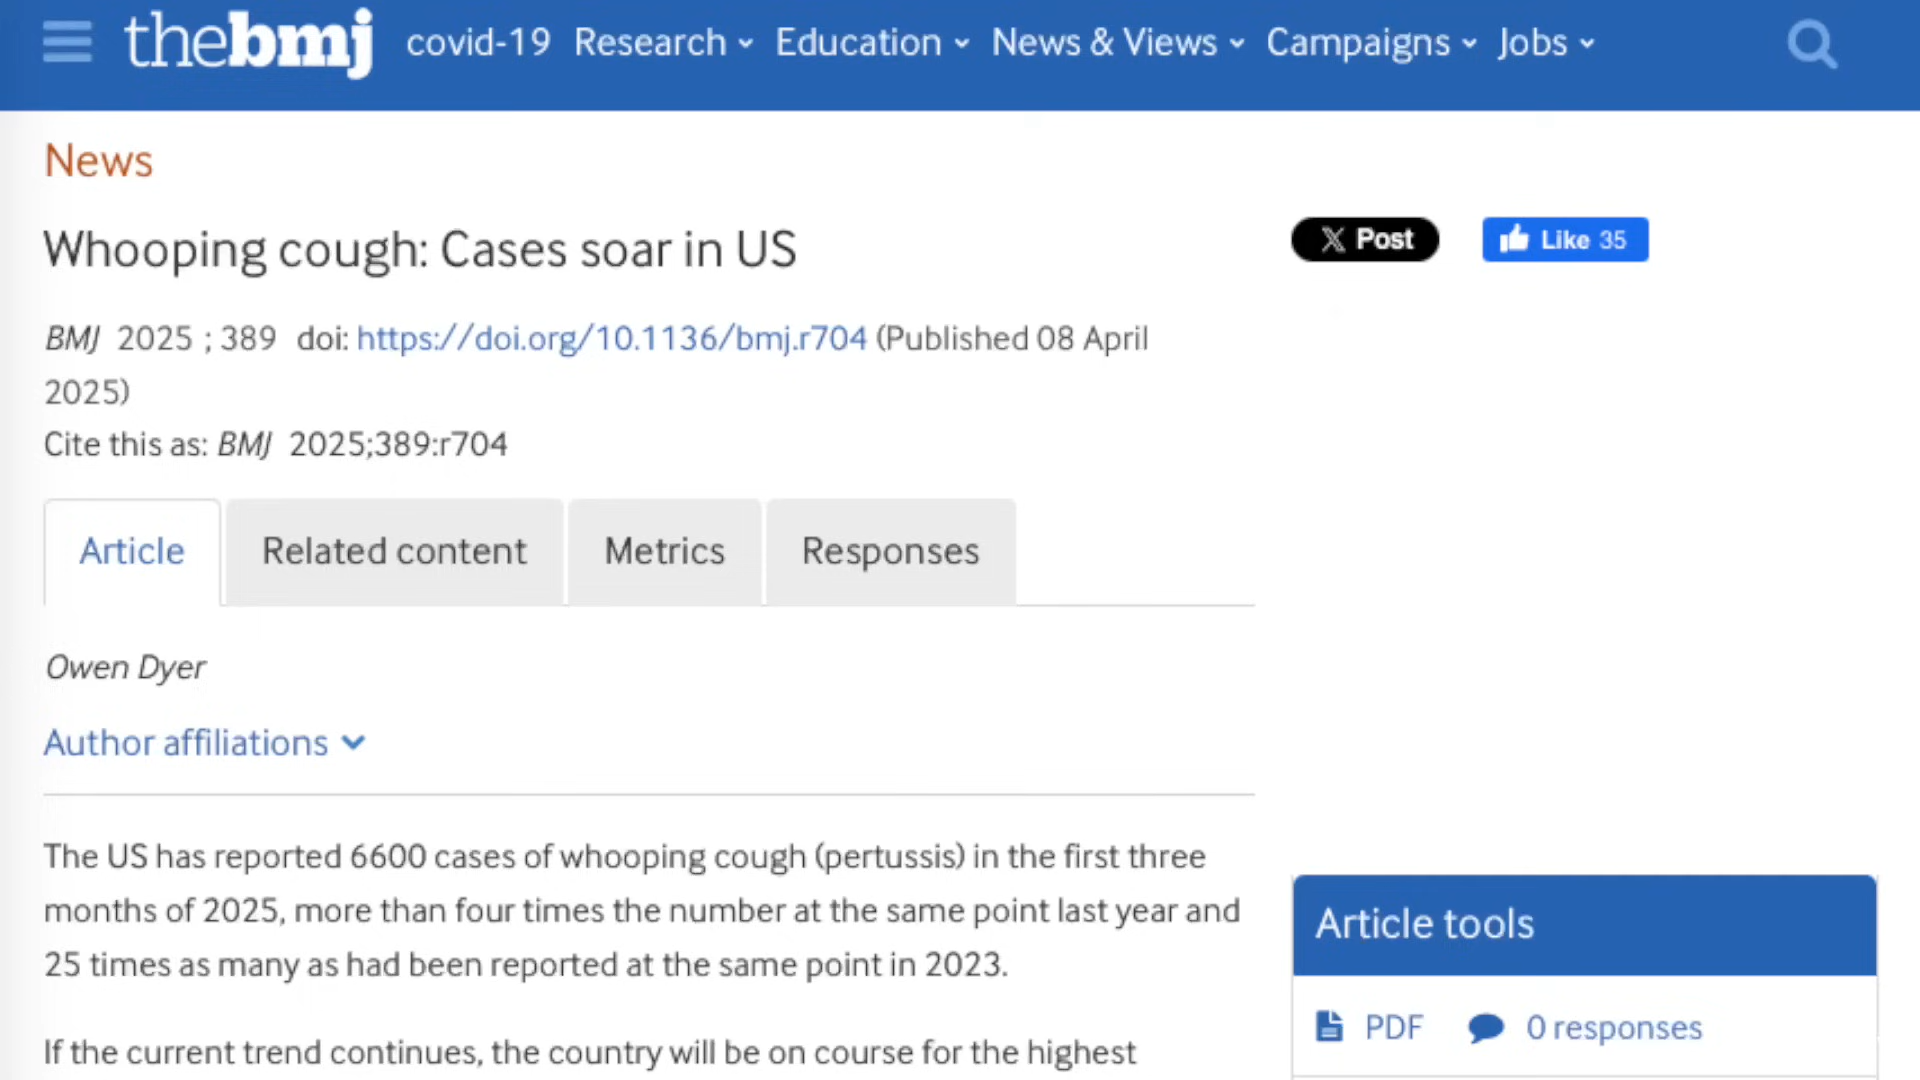 thebmj covid-19 Research Education News & Views Campaigns Jobs
News
Whooping cough: Cases soar in US
Post Like 35
BMJ 2025 ; 389 doi: https://doi.org/10.1136/bmj.r704 (Published 08 April
2025)
Cite this as: BMJ 2025;389:r704
Article Related content Metrics Responses
Owen Dyer
Author affiliations
The US has reported 6600 cases of whooping cough (pertussis) in the first three
months of 2025, more than four times the number at the same point last year and
25 times as many as had been reported at the same point in 2023.
If the current trend continues, the country will be on course for the highest
Article tools
PDF 0 responses